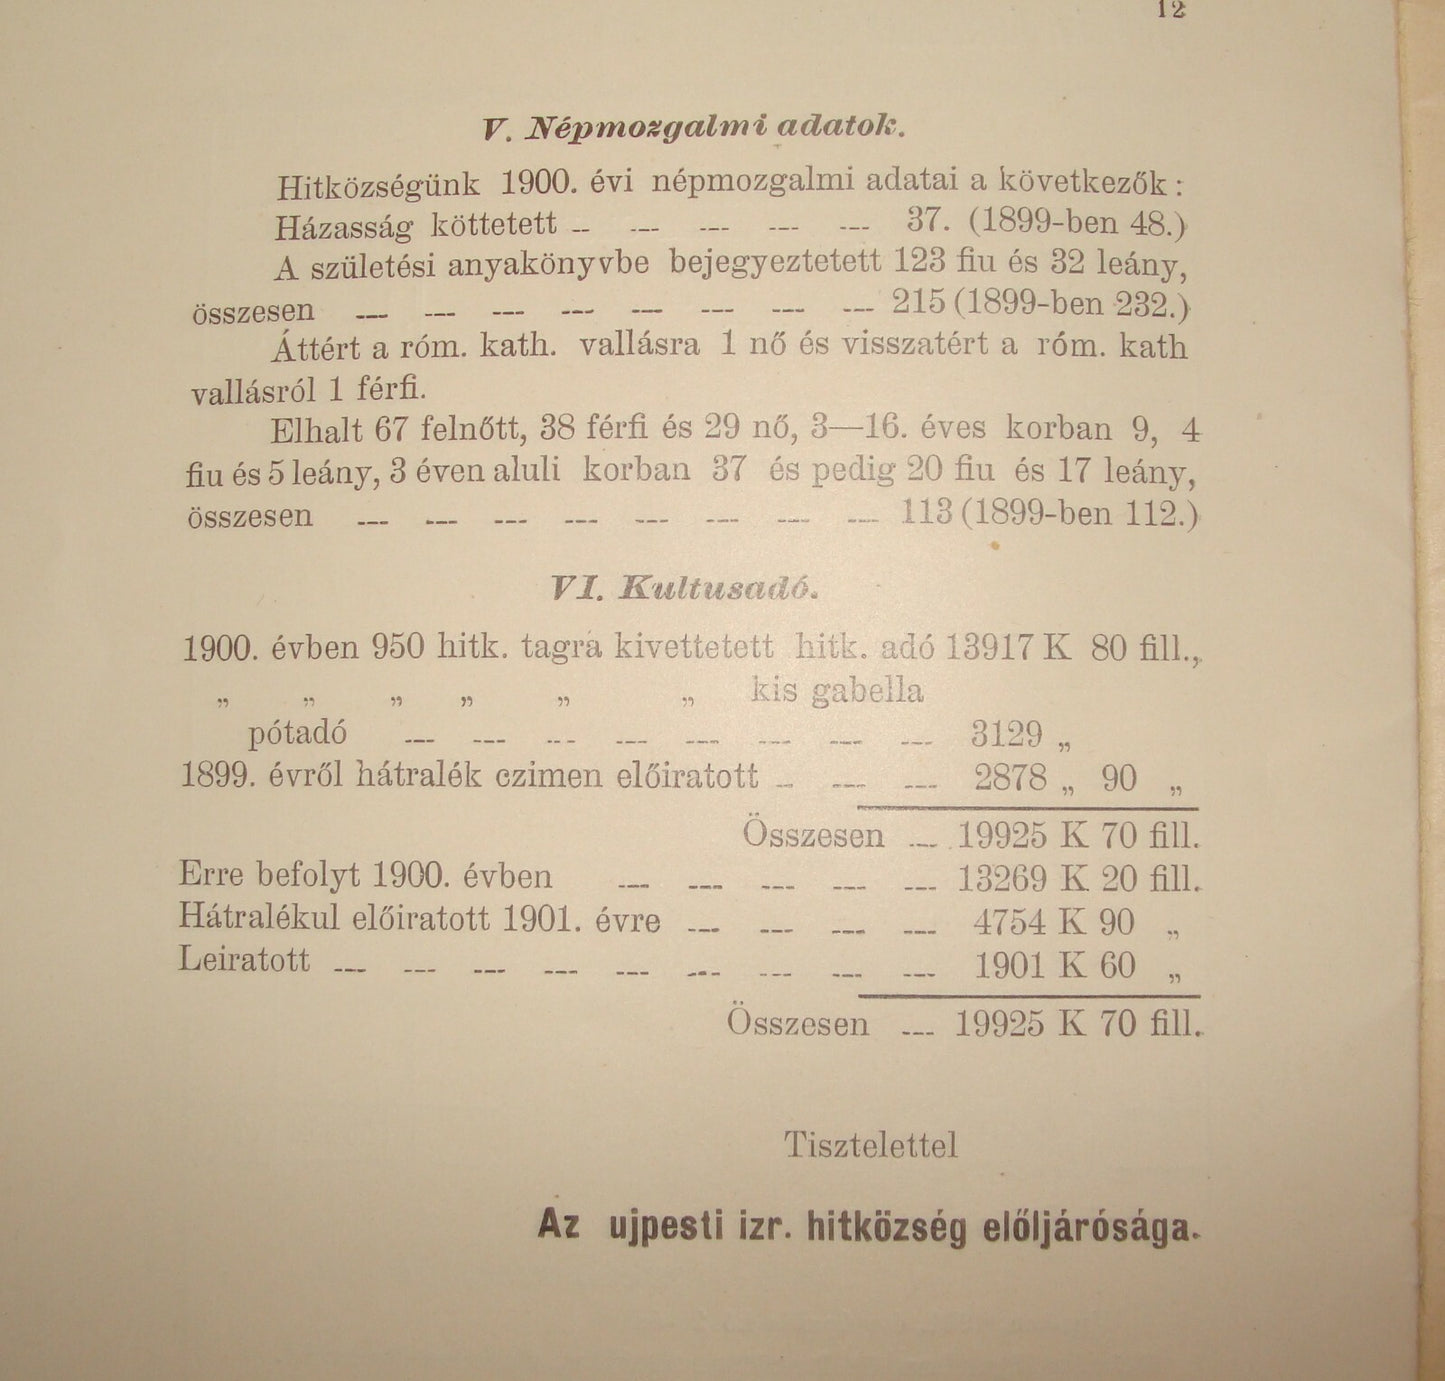 12
V. Népmozgalmi adatok.
Hitközségünk 1900. évi népmozgalmi adatai a következők :
Házasság köttetett — — — — — 37. (1899-ben 48.)
A születési anyakönyvbe bejegyeztetett 123 fiu és 32 leány,
összesen — — — — — — — — 215 (1899-ben 232.)
Áttért a róm. kath. vallásra 1 nő és visszatért a róm. kath
vallásról 1 férfi.
Elhalt 67 felnőtt, 38 férfi és 29 nő, 3—16. éves korban 9, 4
fiu és 5 leány, 3 éven aluli korban 37 és pedig 20 fiu és 17 leány,
összesen — — — — — — — — 113 (1899-ben 112.)
VI. Kultusadó.
1900. évben 950 hitk. tagra kivettetett hitk. adó 13917 K 80 fill.,
„ „ „ „ „ „ kis gabella
pótadó — — — — — — — — 3129 „
1899. évről hátralék czimen előiratott — — — 2878 „ 90 „
Összesen — 19925 K 70 fill.
Erre befolyt 1900. évben — — — — — 13269 K 20 fill.
Hátralékul előiratott 1901. évre — — — — 4754 K 90 „
Leiratott — — — — — — — — — 1901 K 60 „
Összesen — 19925 K 70 fill.
Tisztelettel
Az ujpesti izr. hitközség előljárósága.